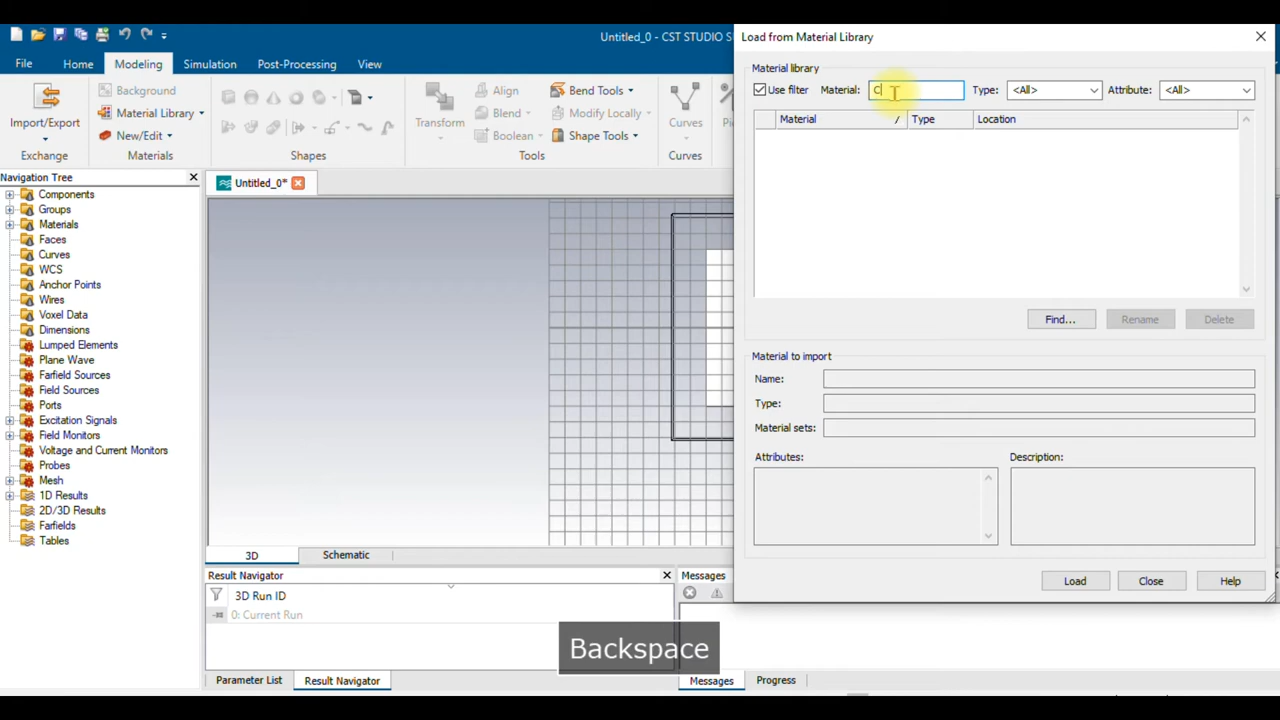 Untitled_0 - CST STUDIO S
File
Home
Modeling
Simulation
Post-Processing
View
Import/Export
Exchange
Background
Material Library
New/Edit
Materials
Shapes
Transform
Align
Blend
Boolean
Bend Tools
Modify Locally
Shape Tools
Tools
Curves
Curves
Navigation Tree
Components
Groups
Materials
Faces
Curves
WCS
Anchor Points
Wires
Voxel Data
Dimensions
Lumped Elements
Plane Wave
Farfield Sources
Field Sources
Ports
Excitation Signals
Field Monitors
Voltage and Current Monitors
Probes
Mesh
1D Results
2D/3D Results
Farfields
Tables
Untitled_0*
3D
Schematic
Result Navigator
3D Run ID
0: Current Run
Parameter List
Result Navigator
Messages
Messages
Progress
Load from Material Library
Material library
Use filter
Material:
C
Type:
<All>
Attribute:
<All>
Material
Type
Location
Find...
Rename
Delete
Material to import
Name:
Type:
Material sets:
Attributes:
Description:
Load
Close
Help
Backspace